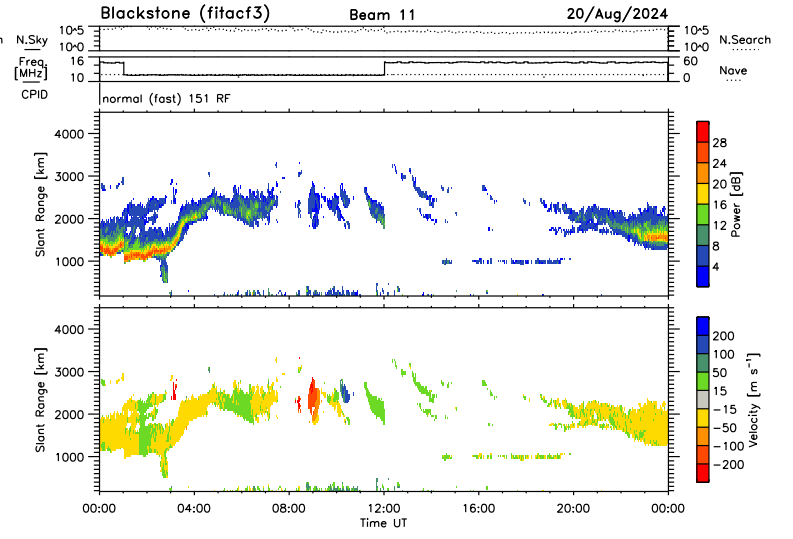 Blackstone (fitacf3) Beam 11 20/Aug/2024
n N.Sky 10^5 10^0 10^5 10^0 N.Search
Freq. [MHz] 16 10 60 0 Nave
CPID normal (fast) 151 RF
Slant Range [km]
4000
3000
2000
1000
28
24
20
16
12
8
4
Power [dB]
Slant Range [km]
4000
3000
2000
1000
200
100
50
15
-15
-50
-100
-200
Velocity [m s⁻¹]
00:00 04:00 08:00 12:00 16:00 20:00 00:00
Time UT